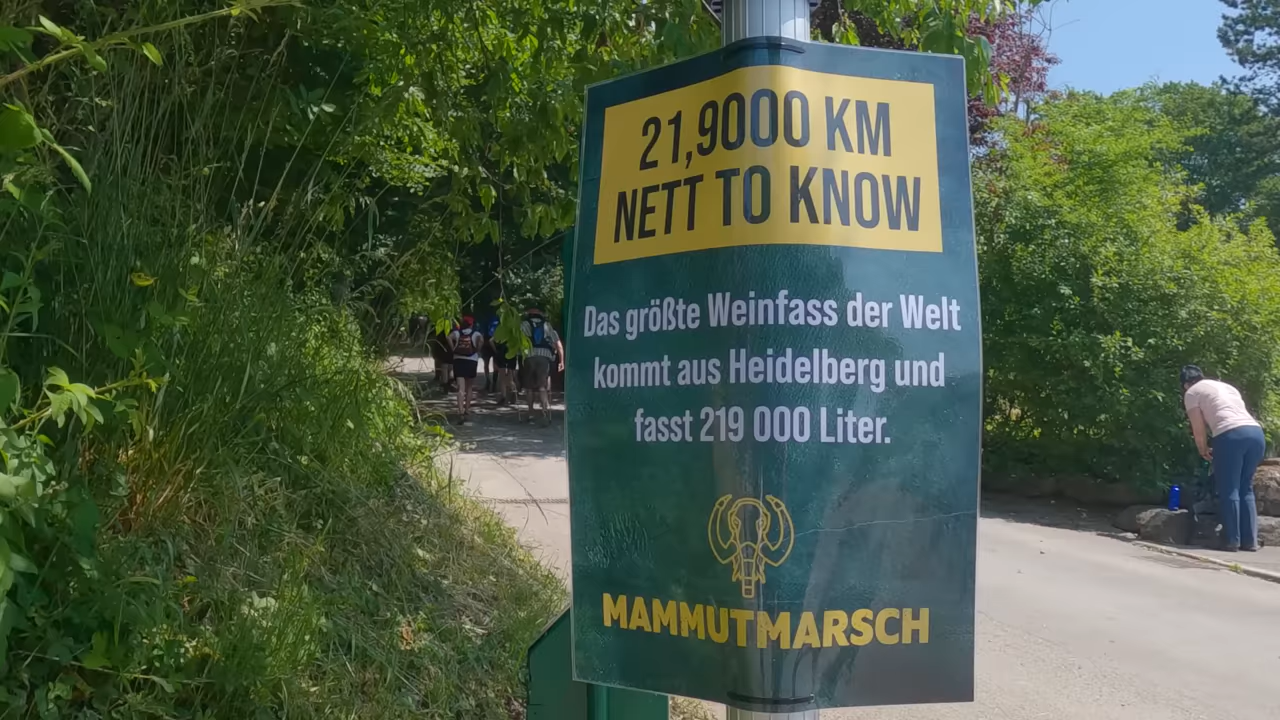 21,9000 KM
NETT TO KNOW
Das größte Weinfass der Welt
kommt aus Heidelberg und
fasst 219 000 Liter.
MAMMUTMARSCH